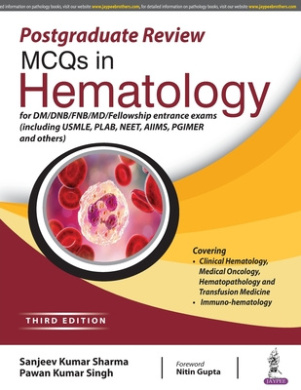 Postgraduate Review
MCQs in
Hematology
for DM/DNB/FNB/MD/Fellowship entrance exams
(including USMLE, PLAB, NEET, AIIMS, PGIMER
and others)
Covering
• Clinical Hematology,
Medical Oncology,
Hematopathology and
Transfusion Medicine
• Immuno-hematology
THIRD EDITION
Sanjeev Kumar Sharma
Pawan Kumar Singh
Foreword
Nitin Gupta
JAYPEE